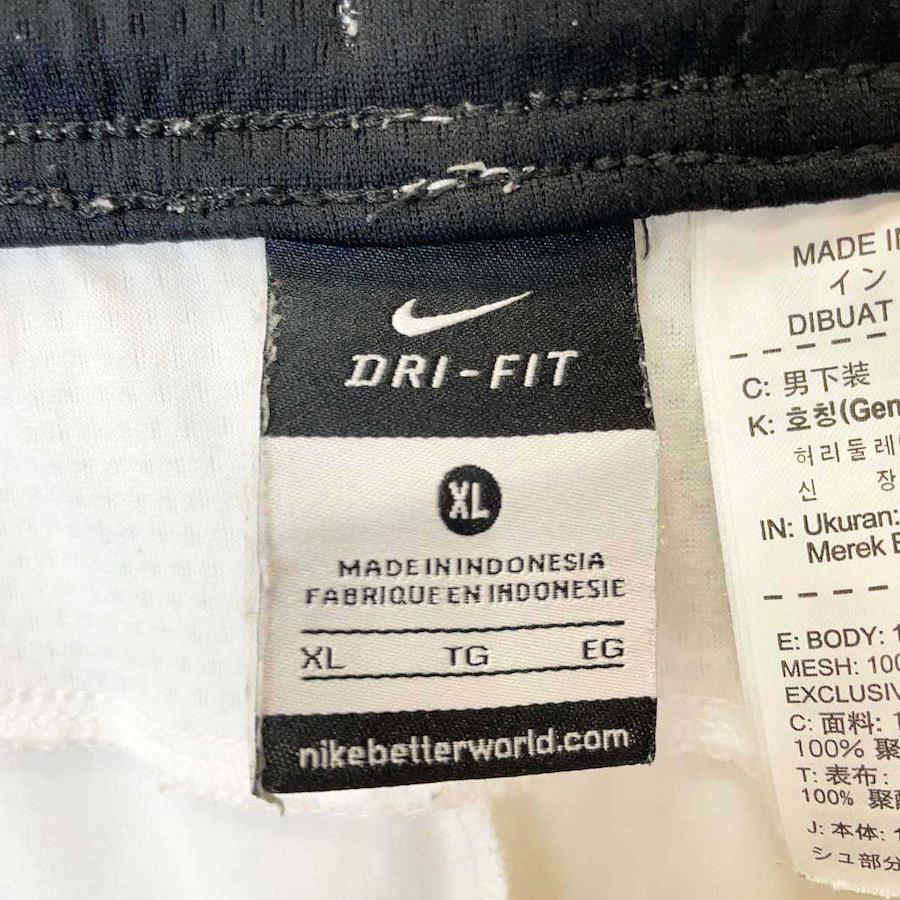 DRI-FIT
XL
MADE IN INDONESIA
FABRIQUE EN INDONESIE
XL TG EG
nikebetterworld.com
MADE IN
イン
DIBUAT
C: 男下装
K: 호칭(Gen
허리둘레
신 장
IN: Ukuran:
Merek
E: BODY: 1
MESH: 100
EXCLUSIV
C: 面料:
100% 聚
T: 表布:
100% 聚酯
J: 本体:
シュ部分